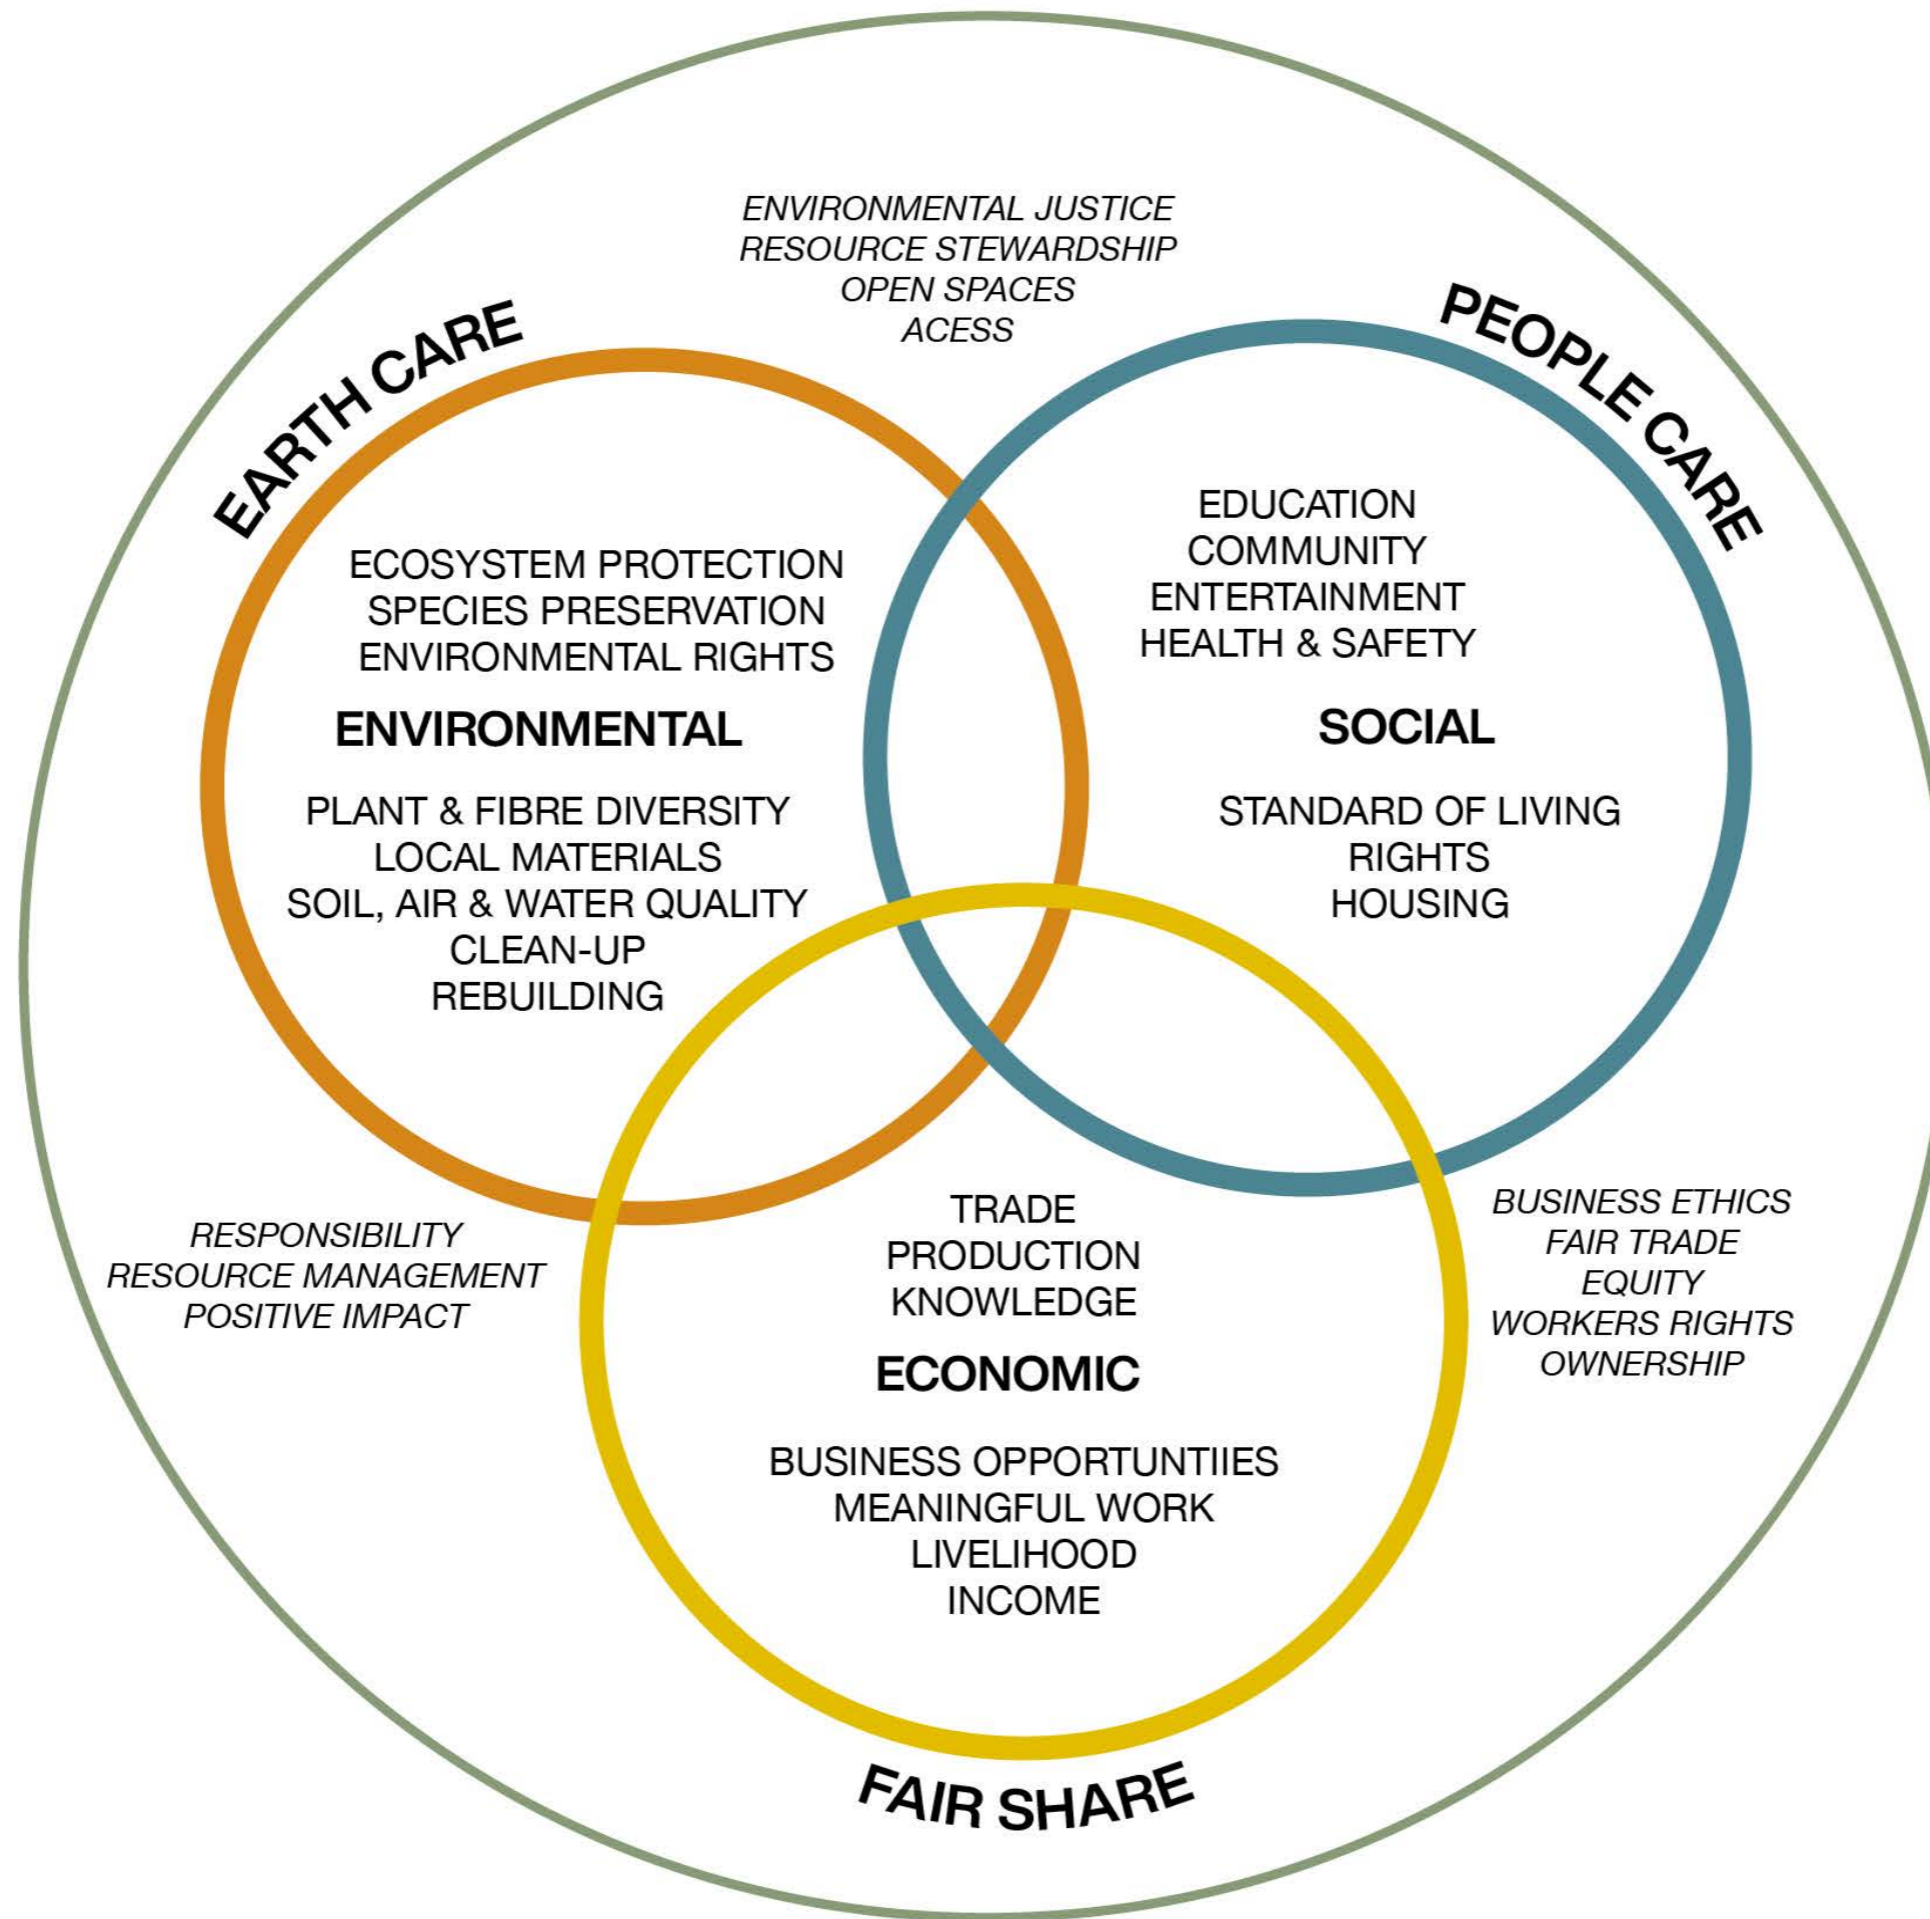 ENVIRONMENTAL JUSTICE
RESOURCE STEWARDSHIP
OPEN SPACES
ACESS
EARTH CARE
PEOPLE CARE
ECOSYSTEM PROTECTION
SPECIES PRESERVATION
ENVIRONMENTAL RIGHTS
ENVIRONMENTAL
PLANT & FIBRE DIVERSITY
LOCAL MATERIALS
SOIL, AIR & WATER QUALITY
CLEAN-UP
REBUILDING
EDUCATION
COMMUNITY
ENTERTAINMENT
HEALTH & SAFETY
SOCIAL
STANDARD OF LIVING
RIGHTS
HOUSING
RESPONSIBILITY
RESOURCE MANAGEMENT
POSITIVE IMPACT
TRADE
PRODUCTION
KNOWLEDGE
ECONOMIC
BUSINESS OPPORTUNTIIES
MEANINGFUL WORK
LIVELIHOOD
INCOME
BUSINESS ETHICS
FAIR TRADE
EQUITY
WORKERS RIGHTS
OWNERSHIP
FAIR SHARE